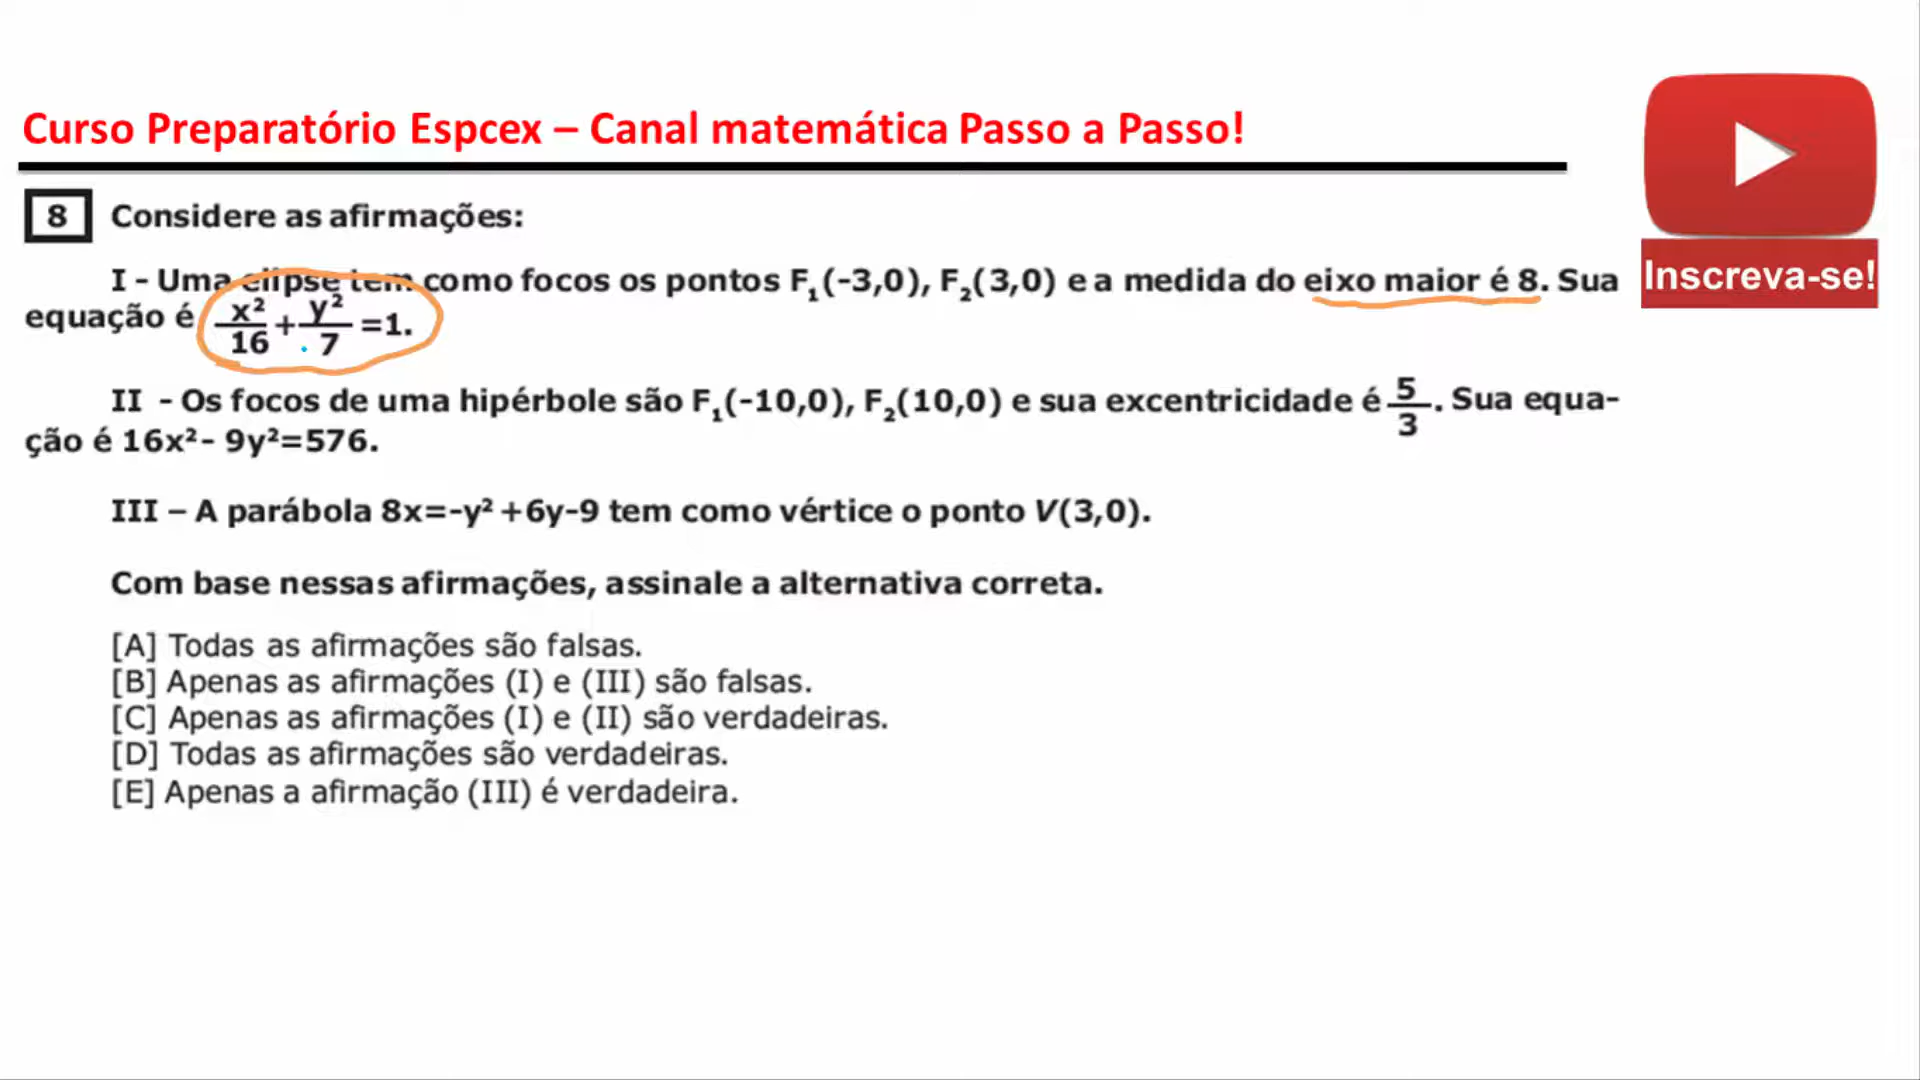 Curso Preparatório Espcex – Canal matemática Passo a Passo!
Inscreva-se!
8 Considere as afirmações:
I - Uma elipse tem como focos os pontos F₁(-3,0), F₂(3,0) e a medida do eixo maior é 8. Sua
equação é x²/16 + y²/7 =1.
II - Os focos de uma hipérbole são F₁(-10,0), F₂(10,0) e sua excentricidade é 5/3. Sua equa-
ção é 16x²- 9y²=576.
III – A parábola 8x=-y² +6y-9 tem como vértice o ponto V(3,0).
Com base nessas afirmações, assinale a alternativa correta.
[A] Todas as afirmações são falsas.
[B] Apenas as afirmações (I) e (III) são falsas.
[C] Apenas as afirmações (I) e (II) são verdadeiras.
[D] Todas as afirmações são verdadeiras.
[E] Apenas a afirmação (III) é verdadeira.